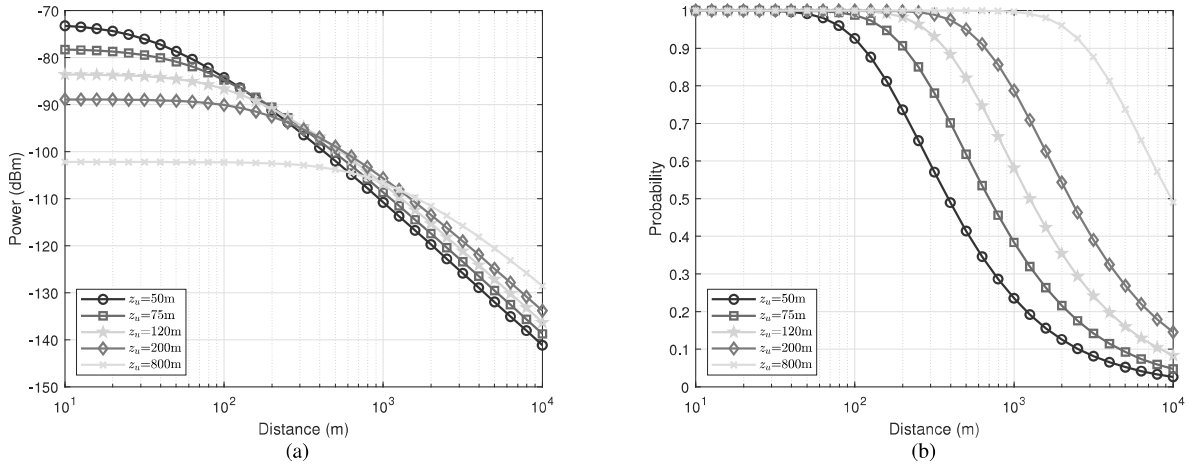 -70
-80
-90
-100
-110
-120
-130
-140
-150
Power (dBm)
z_u=50m
z_u=75m
z_u=120m
z_u=200m
z_u=800m
10^1
10^2
10^3
10^4
Distance (m)
(a)
1
0.9
0.8
0.7
0.6
0.5
0.4
0.3
0.2
0.1
0
Probability
z_u=50m
z_u=75m
z_u=120m
z_u=200m
z_u=800m
10^1
10^2
10^3
10^4
Distance (m)
(b)